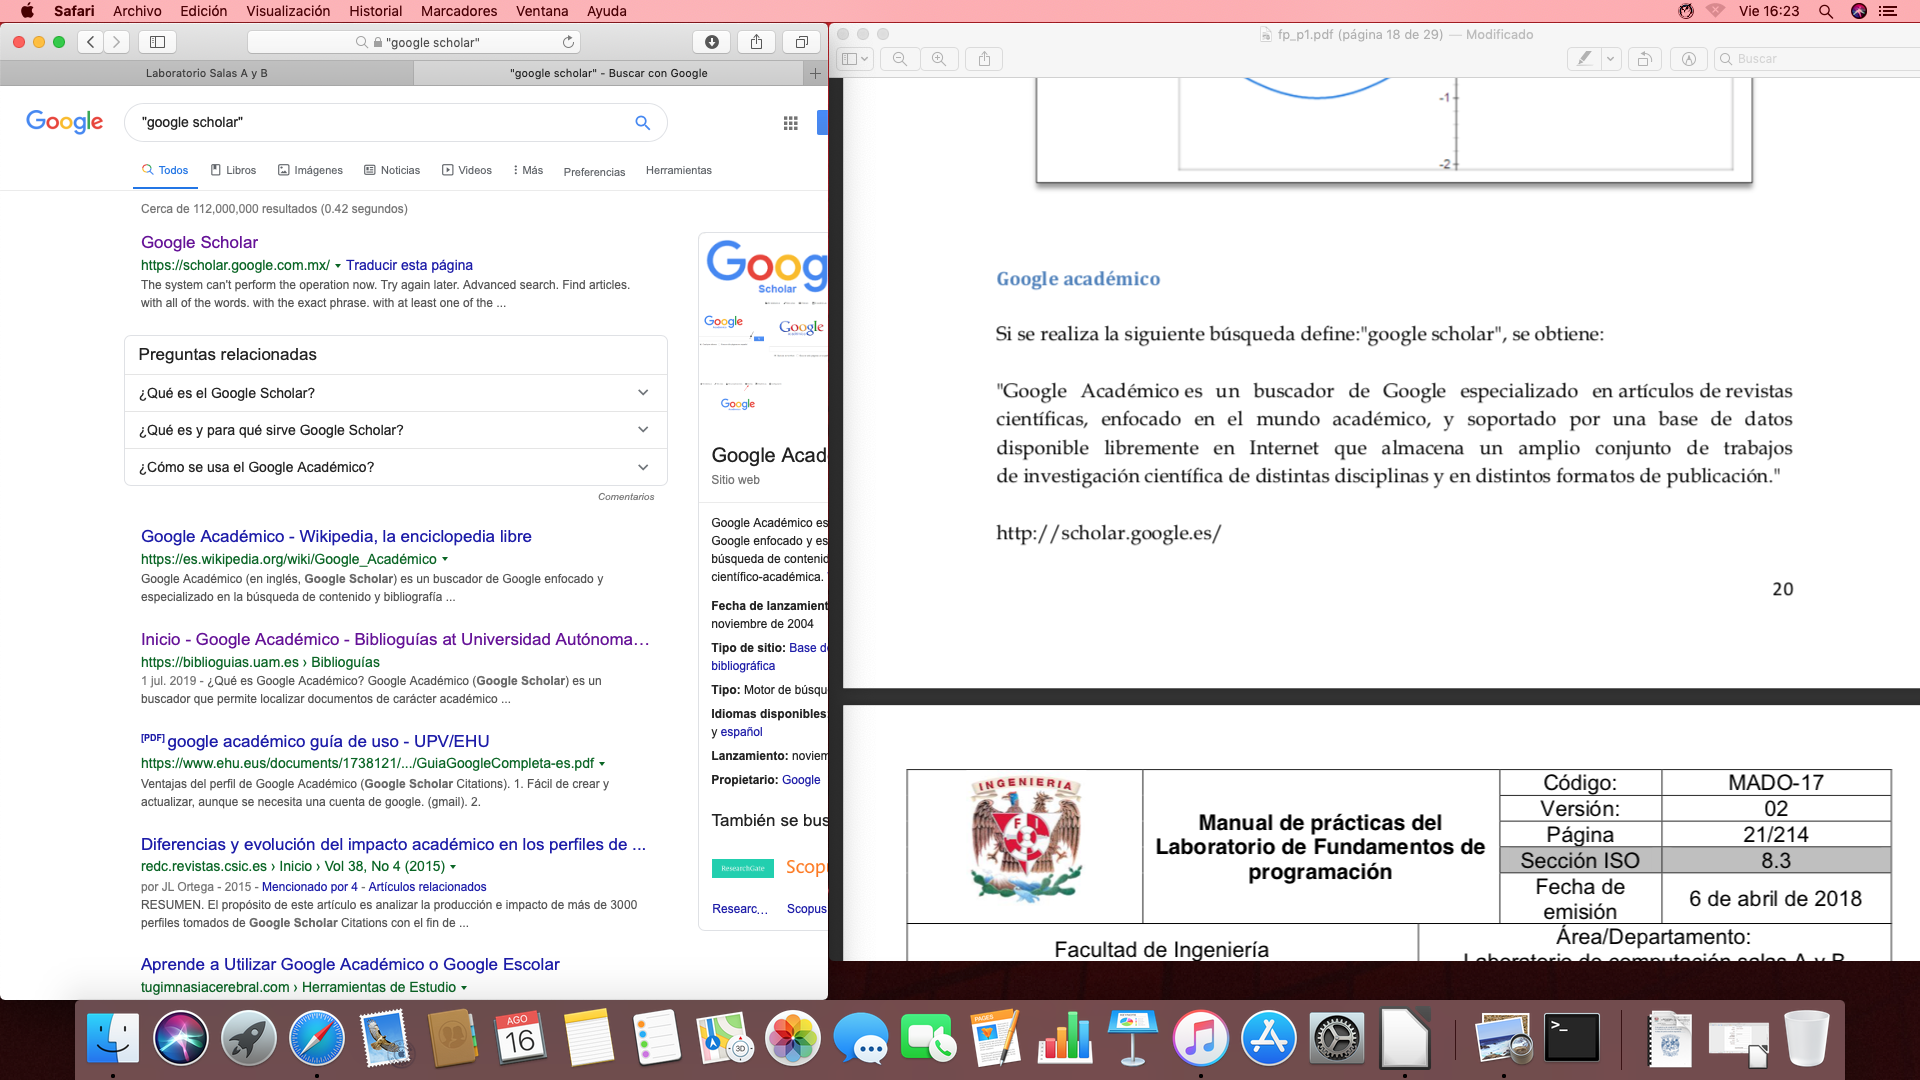 Safari Archivo Edición Visualización Historial Marcadores Ventana Ayuda
Vie 16:23
"google scholar"
Laboratorio Salas A y B
"google scholar" - Buscar con Google
Google
"google scholar"
Todos Libros Imágenes Noticias Videos Más Preferencias Herramientas
Cerca de 112,000,000 resultados (0.42 segundos)
Google Scholar
https://scholar.google.com.mx/ Traducir esta página
The system can't perform the operation now. Try again later. Advanced search. Find articles.
with all of the words. with the exact phrase. with at least one of the ...
Preguntas relacionadas
¿Qué es el Google Scholar?
¿Qué es y para qué sirve Google Scholar?
¿Cómo se usa el Google Académico?
Comentarios
Google Académico - Wikipedia, la enciclopedia libre
https://es.wikipedia.org/wiki/Google_Académico
Google Académico (en inglés, Google Scholar) es un buscador de Google enfocado y
especializado en la búsqueda de contenido y bibliografía ...
Inicio - Google Académico - Biblioguías at Universidad Autónoma...
https://biblioguias.uam.es › Biblioguías
1 jul. 2019 - ¿Qué es Google Académico? Google Académico (Google Scholar) es un
buscador que permite localizar documentos de carácter académico ...
[PDF] google académico guía de uso - UPV/EHU
https://www.ehu.eus/documents/1738121/.../GuiaGoogleCompleta-es.pdf
Ventajas del perfil de Google Académico (Google Scholar Citations). 1. Fácil de crear y
actualizar, aunque se necesita una cuenta de google. (gmail). 2.
Diferencias y evolución del impacto académico en los perfiles de ...
redc.revistas.csic.es › Inicio › Vol 38, No 4 (2015)
por JL Ortega - 2015 - Mencionado por 4 - Artículos relacionados
RESUMEN. El propósito de este artículo es analizar la producción e impacto de más de 3000
perfiles tomados de Google Scholar Citations con el fin de ...
Aprende a Utilizar Google Académico o Google Escolar
tugimnasiacerebral.com › Herramientas de Estudio
Goog
Scholar
Google
Google
Google
Google Acad
Sitio web
Google Académico es
Google enfocado y es
búsqueda de contenid
científico-académica.
Fecha de lanzamient
noviembre de 2004
Tipo de sitio: Base d
bibliográfica
Tipo: Motor de búsqu
Idiomas disponibles
y español
Lanzamiento: noviem
Propietario: Google
También se bus
ResearchGate
Scop
Researc...
Scopus
fp_p1.pdf (página 18 de 29) — Modificado
Buscar
-1
-2
Google académico
Si se realiza la siguiente búsqueda define:"google scholar", se obtiene:
"Google Académico es un buscador de Google especializado en artículos de revistas
científicas, enfocado en el mundo académico, y soportado por una base de datos
disponible libremente en Internet que almacena un amplio conjunto de trabajos
de investigación científica de distintas disciplinas y en distintos formatos de publicación."
http://scholar.google.es/
20
INGENIERIA
F I
Manual de prácticas del
Laboratorio de Fundamentos de
programación
Código: MADO-17
Versión: 02
Página 21/214
Sección ISO 8.3
Fecha de
emisión
6 de abril de 2018
Facultad de Ingeniería
Área/Departamento:
Laboratorio de computación salas A y B
AGO
16
PAGES